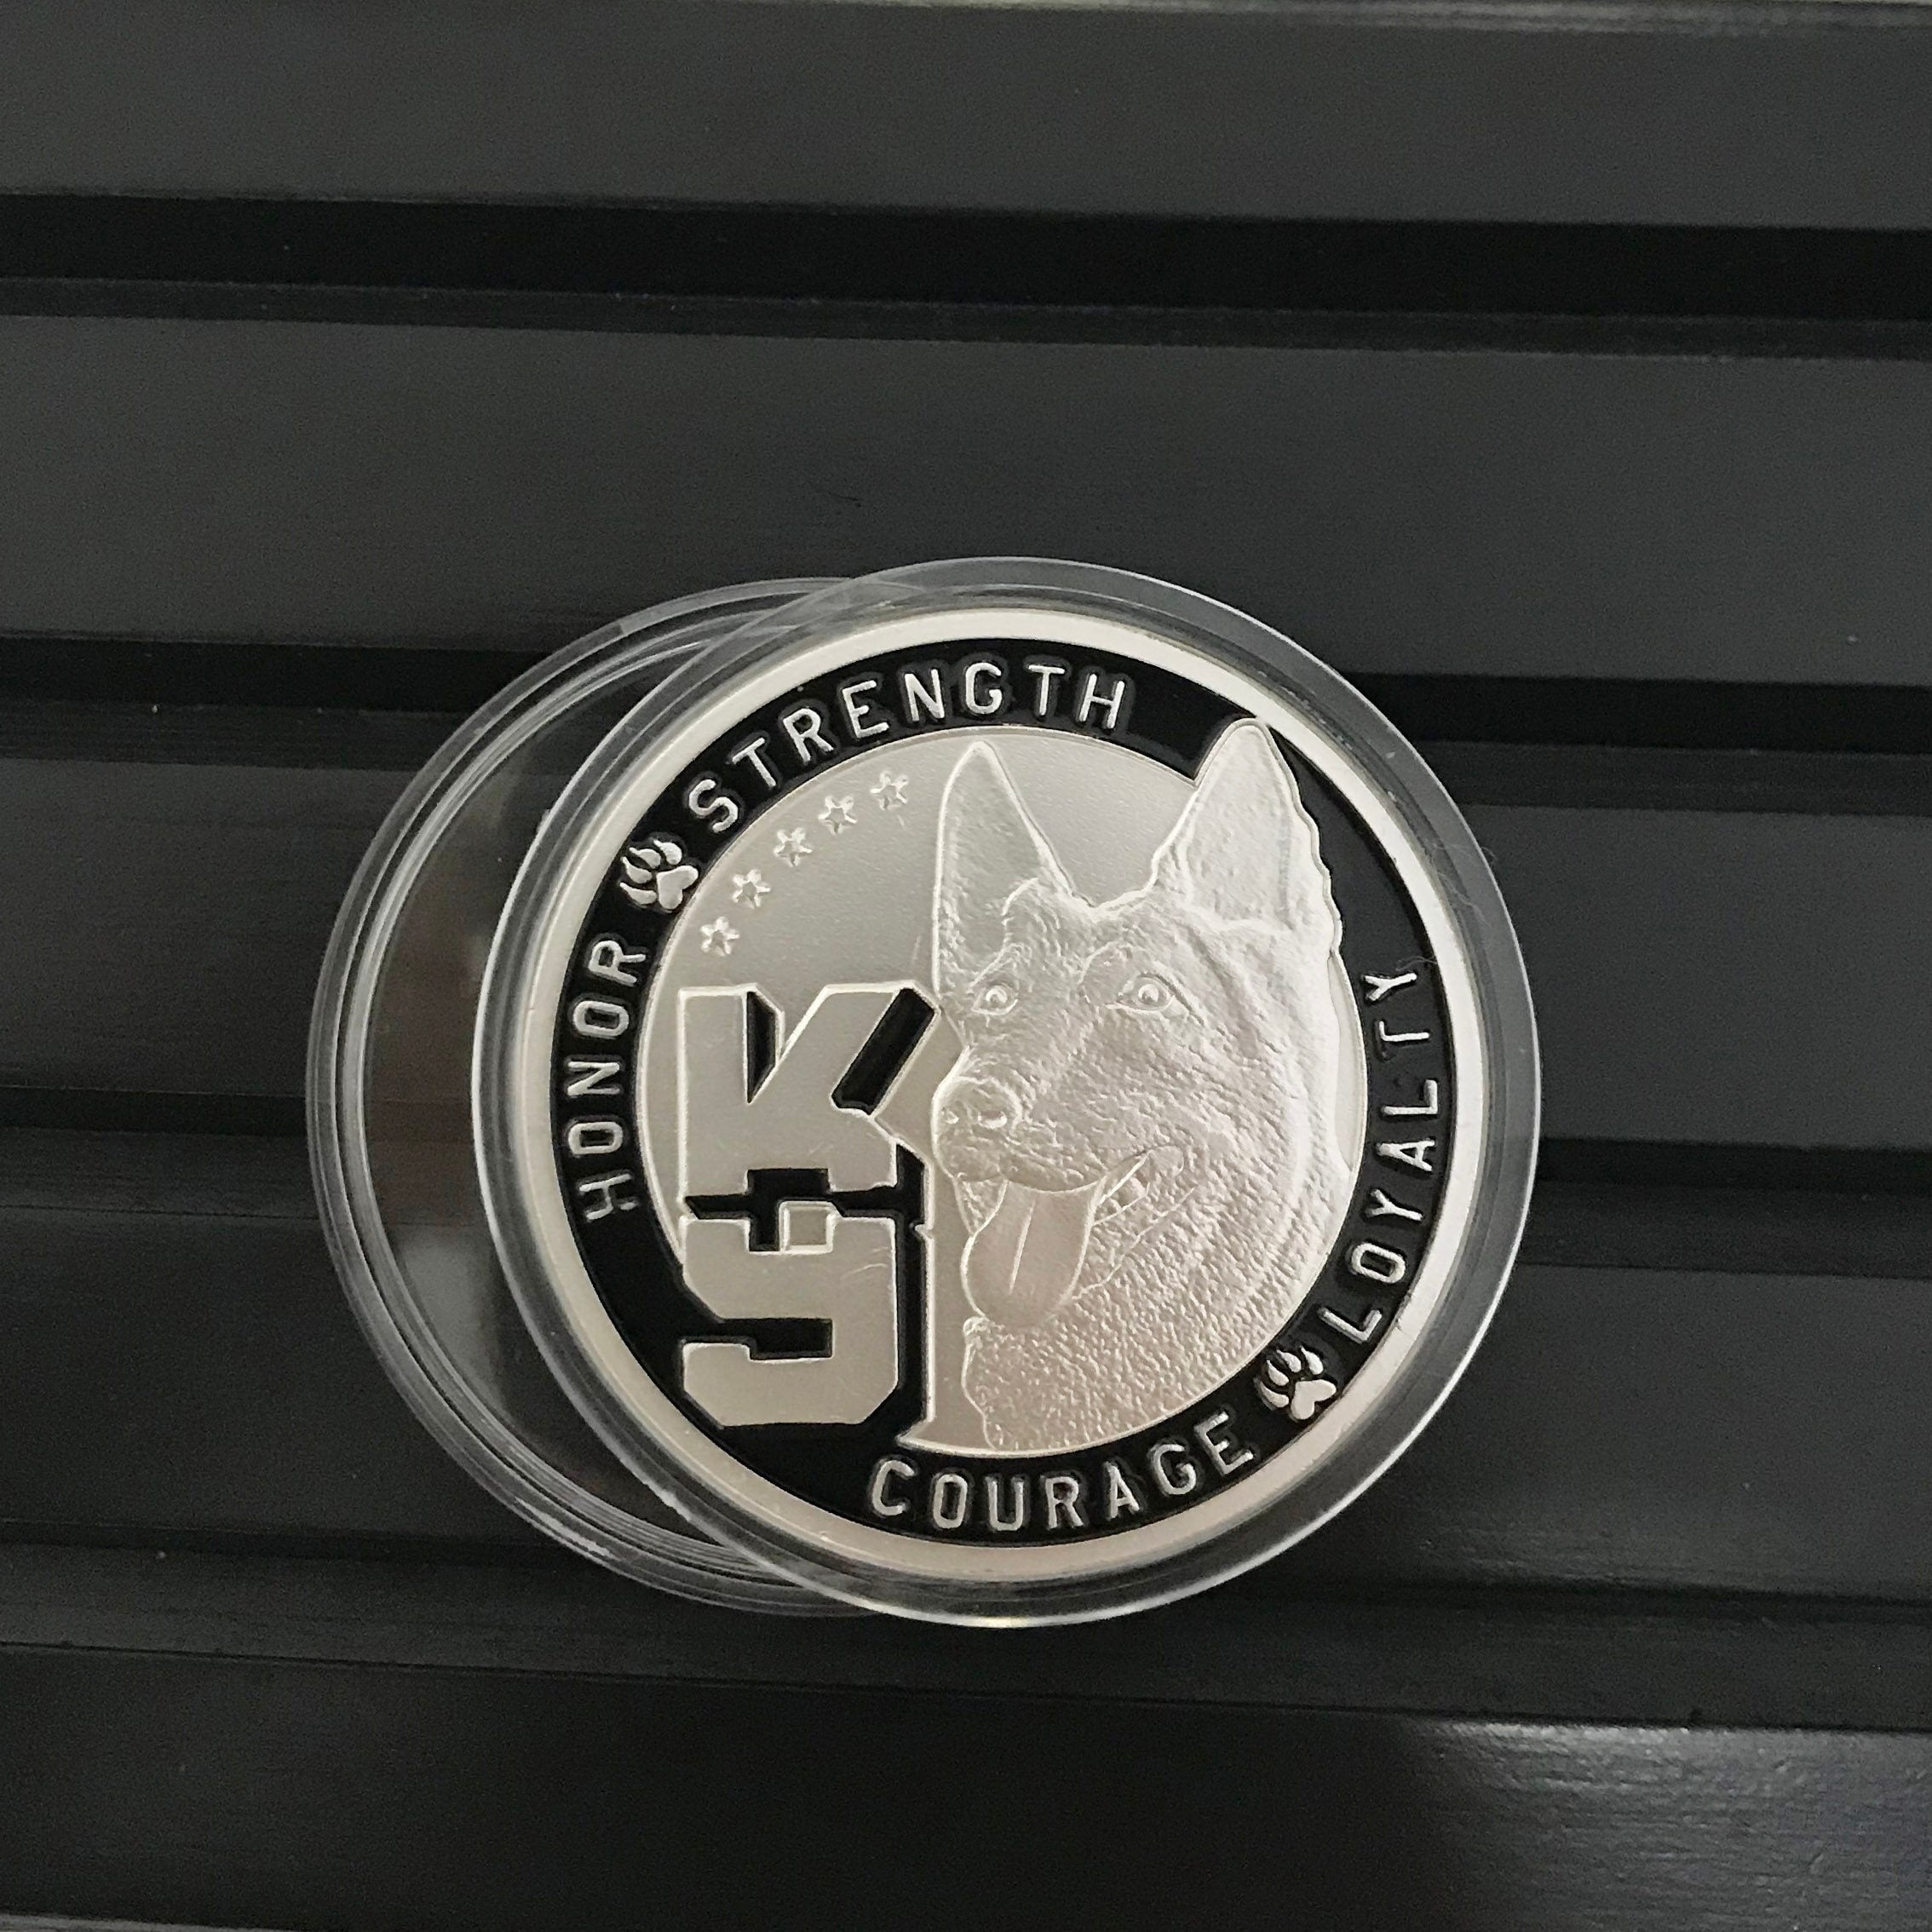 HONOR
STRENGTH
K9
COURAGE
LOYALTY